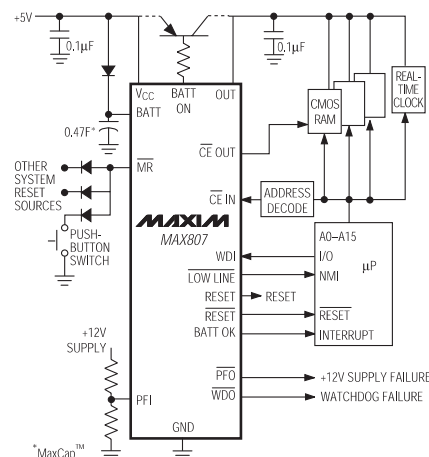 +5V
0.1µF
0.1µF
VCC
BATT
ON
OUT
BATT
0.47F*
CMOS
RAM
REAL-
TIME
CLOCK
CE OUT
OTHER
SYSTEM
RESET
SOURCES
MR
CE IN
ADDRESS
DECODE
PUSH-
BUTTON
SWITCH
MAXIM
MAX807
A0–A15
WDI
I/O
µP
LOW LINE
NMI
RESET
RESET
RESET
RESET
BATT OK
INTERRUPT
+12V
SUPPLY
PFI
PFO
+12V SUPPLY FAILURE
WDO
WATCHDOG FAILURE
GND
*MaxCap™